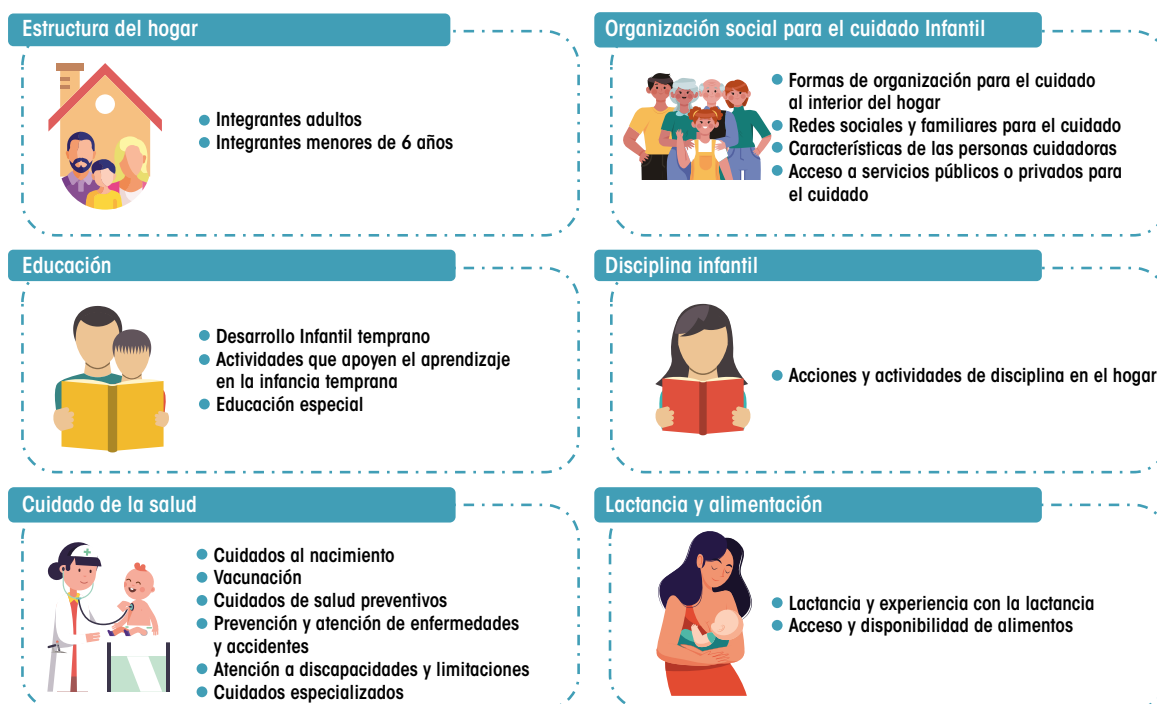 Estructura del hogar
Integrantes adultos
Integrantes menores de 6 años
Organización social para el cuidado Infantil
Formas de organización para el cuidado
al interior del hogar
Redes sociales y familiares para el cuidado
Características de las personas cuidadoras
Acceso a servicios públicos o privados para
el cuidado
Educación
Desarrollo Infantil temprano
Actividades que apoyen el aprendizaje
en la infancia temprana
Educación especial
Disciplina infantil
Acciones y actividades de disciplina en el hogar
Cuidado de la salud
Cuidados al nacimiento
Vacunación
Cuidados de salud preventivos
Prevención y atención de enfermedades
y accidentes
Atención a discapacidades y limitaciones
Cuidados especializados
Lactancia y alimentación
Lactancia y experiencia con la lactancia
Acceso y disponibilidad de alimentos